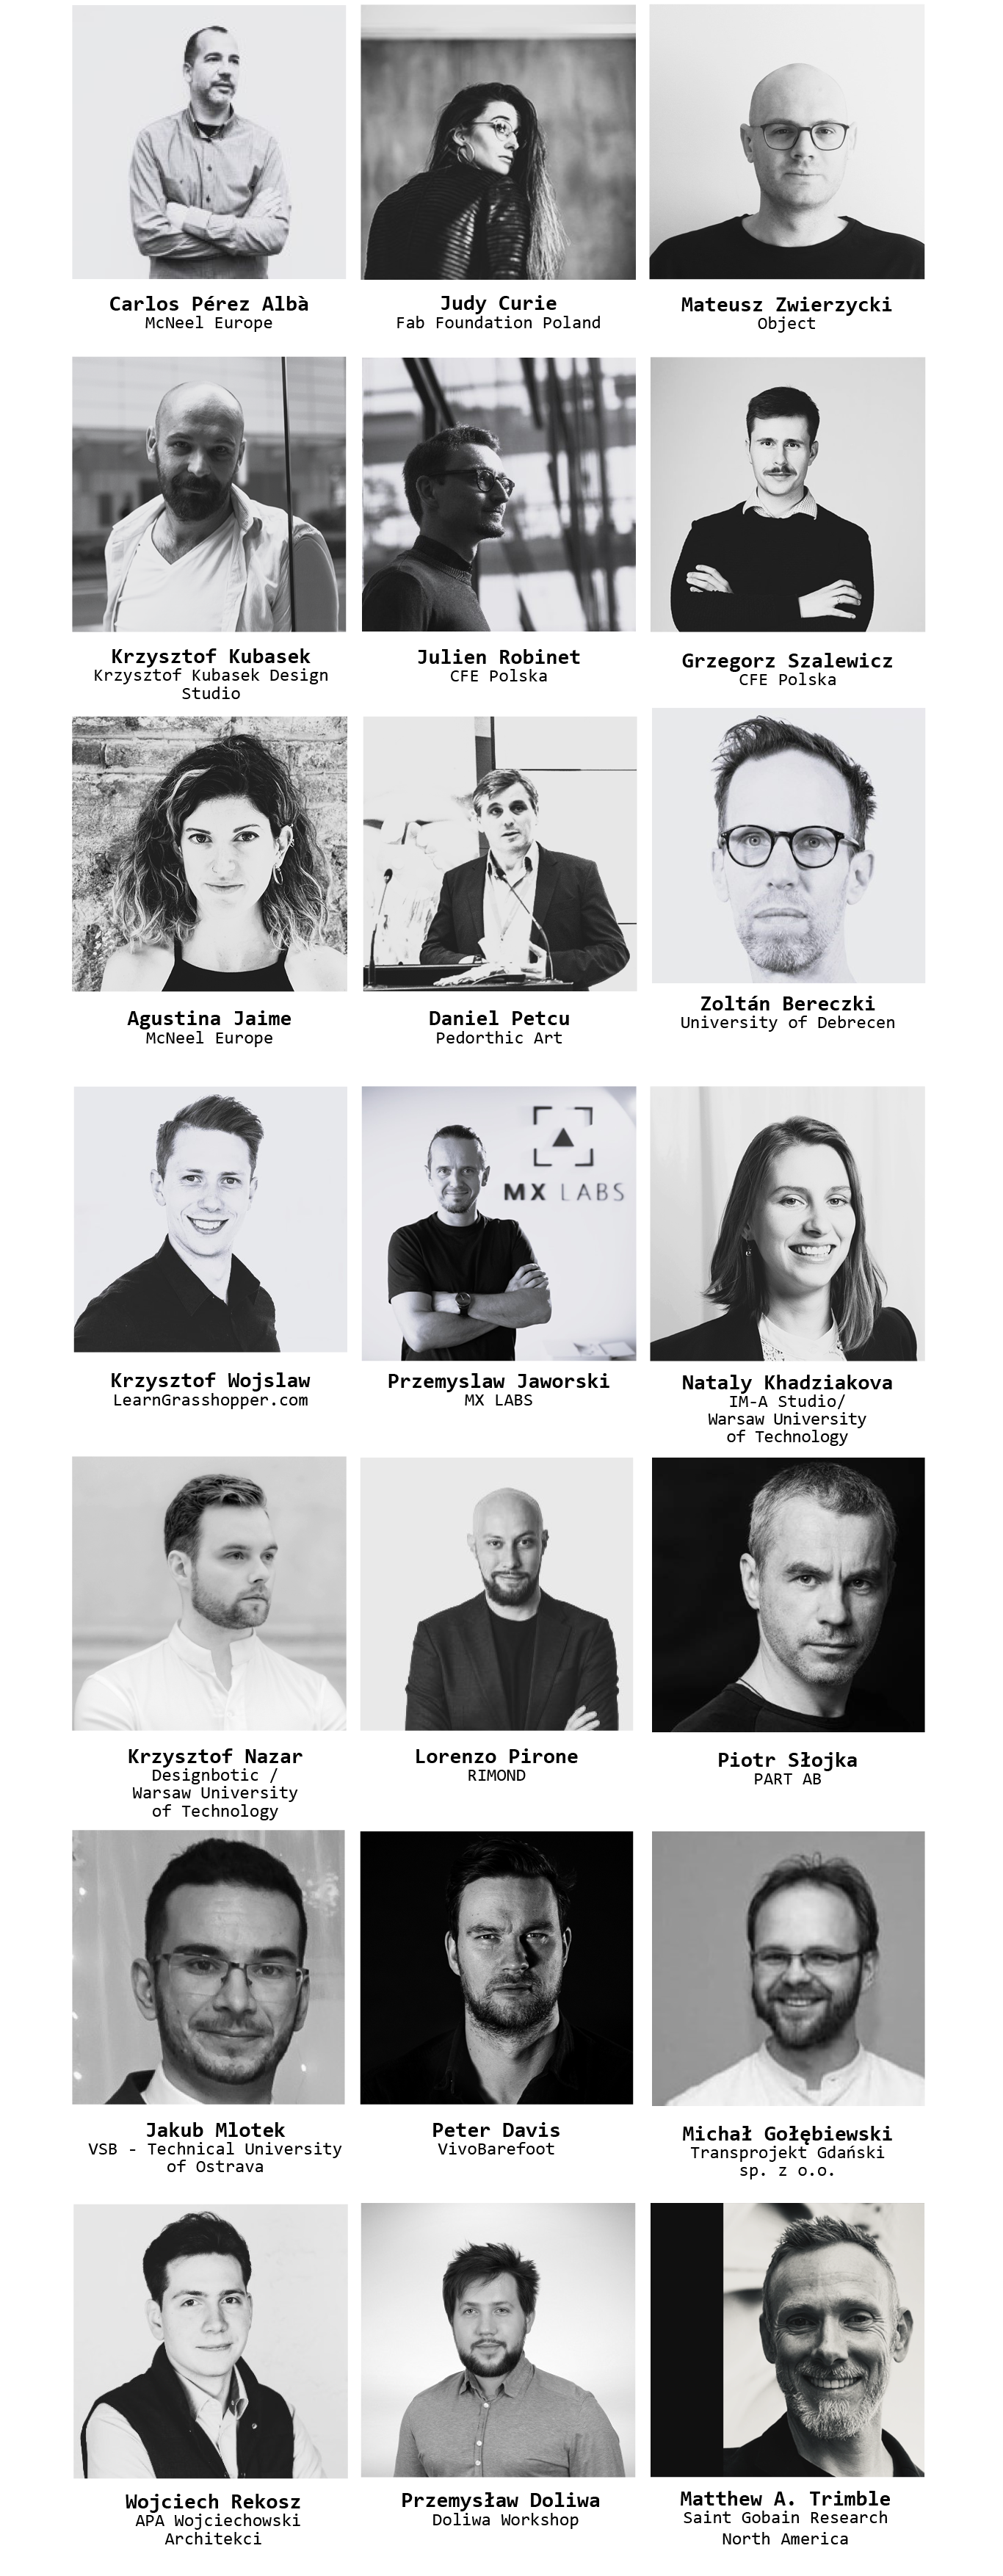 Carlos Pérez Albà
McNeel Europe
Judy Curie
Fab Foundation Poland
Mateusz Zwierzycki
Object
Krzysztof Kubasek
Krzysztof Kubasek Design
Studio
Julien Robinet
CFE Polska
Grzegorz Szalewicz
CFE Polska
Agustina Jaime
McNeel Europe
Daniel Petcu
Pedorthic Art
Zoltán Bereczki
University of Debrecen
MX LABS
Krzysztof Wojslaw
LearnGrasshopper.com
Przemyslaw Jaworski
MX LABS
Nataly Khadziakova
IM-A Studio/
Warsaw University
of Technology
Krzysztof Nazar
Designbotic /
Warsaw University
of Technology
Lorenzo Pirone
RIMOND
Piotr Słojka
PART AB
Jakub Mlotek
VSB - Technical University
of Ostrava
Peter Davis
VivoBarefoot
Michał Gołębiewski
Transprojekt Gdański
sp. z o.o.
Wojciech Rekosz
APA Wojciechowski
Architekci
Przemysław Doliwa
Doliwa Workshop
Matthew A. Trimble
Saint Gobain Research
North America